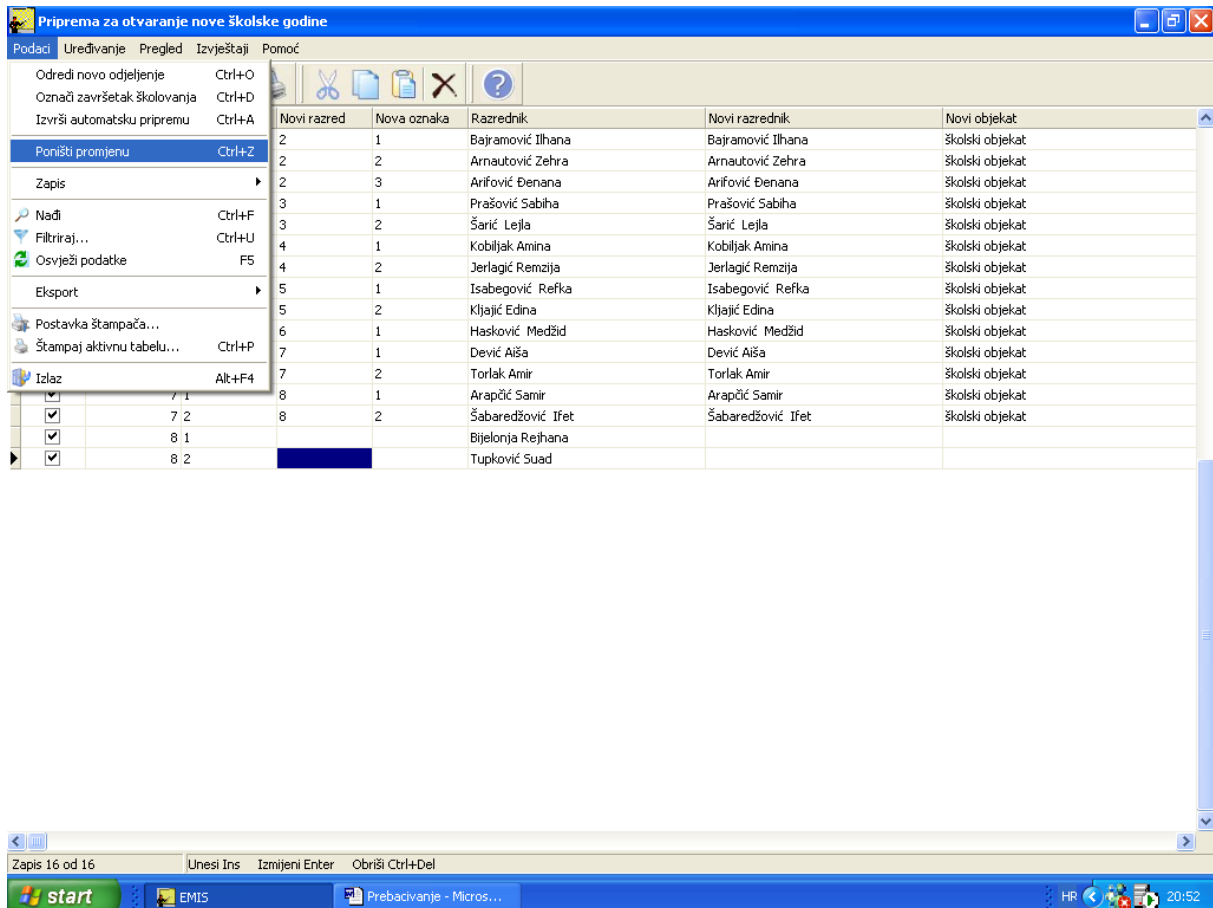 Priprema za otvaranje nove školske godine
Podaci Uređivanje Pregled Izvještaji Pomoć
Odredi novo odjeljenje Ctrl+O
Označi završetak školovanja Ctrl+D
Izvrši automatsku pripremu Ctrl+A
Poništi promjenu Ctrl+Z
Zapis
Nađi Ctrl+F
Filtriraj... Ctrl+U
Osvježi podatke F5
Eksport
Postavka štampača...
Štampaj aktivnu tabelu... Ctrl+P
Izlaz Alt+F4
Novi razred Nova oznaka Razrednik Novi razrednik Novi objekat
2 1 Bajramović Ilhana Bajramović Ilhana školski objekat
2 2 Arnautović Zehra Arnautović Zehra školski objekat
2 3 Arifović Đenana Arifović Đenana školski objekat
3 1 Prašović Sabiha Prašović Sabiha školski objekat
3 2 Šarić Lejla Šarić Lejla školski objekat
4 1 Kobiljak Amina Kobiljak Amina školski objekat
4 2 Jerlagić Remzija Jerlagić Remzija školski objekat
5 1 Isabegović Refka Isabegović Refka školski objekat
5 2 Kljajić Edina Kljajić Edina školski objekat
6 1 Hasković Medžid Hasković Medžid školski objekat
7 1 Dević Aiša Dević Aiša školski objekat
7 2 Torlak Amir Torlak Amir školski objekat
7 1 8 1 Arapčić Samir Arapčić Samir školski objekat
7 2 8 2 Šabaredžović Ifet Šabaredžović Ifet školski objekat
8 1 Bijelonja Rejhana
8 2 Tupković Suad
Zapis 16 od 16 Unesi Ins Izmijeni Enter Obriši Ctrl+Del
start EMIS Prebacivanje - Micros... HR 20:52